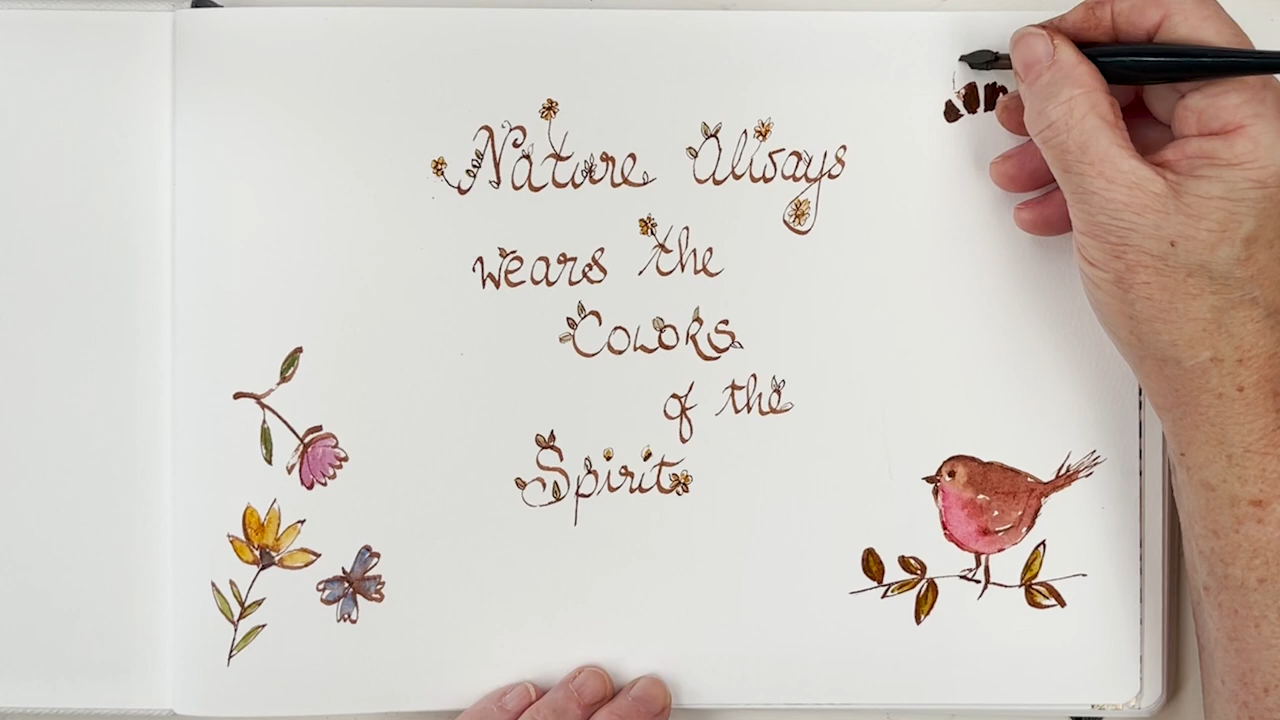 Nature Always
wears the
Colors
of the
Spirit